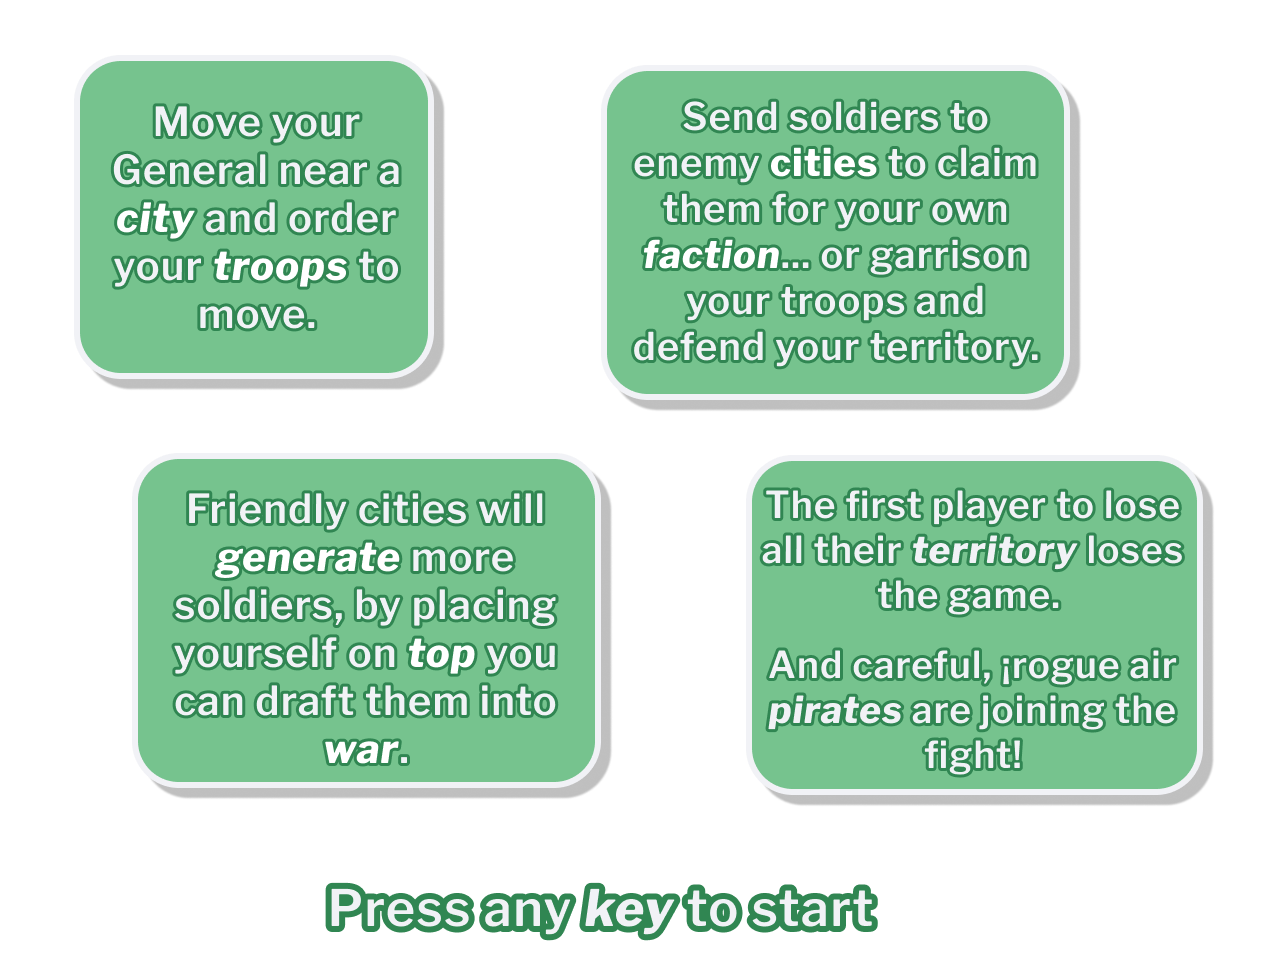 Move your
General near a
city and order
your troops to
move.
Send soldiers to
enemy cities to claim
them for your own
faction... or garrison
your troops and
defend your territory.
Friendly cities will
generate more
soldiers, by placing
yourself on top you
can draft them into
war.
The first player to lose
all their territory loses
the game.
And careful, ¡rogue air
pirates are joining the
fight!
Press any key to start